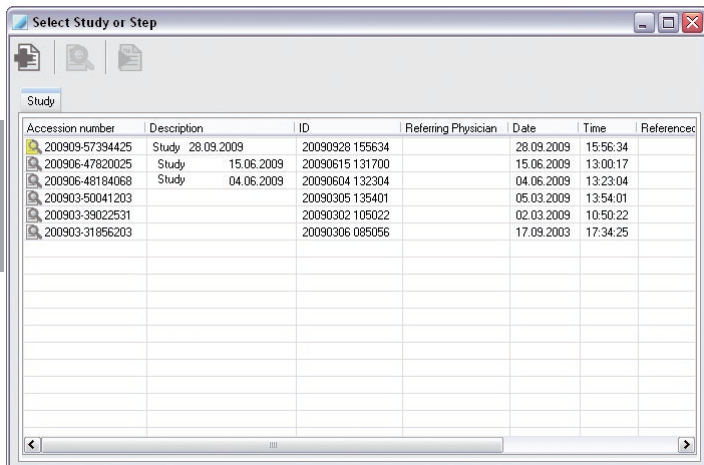 Select Study or Step
Study
Accession number Description ID Referring Physician Date Time Referenced
200909-57394425 Study 28.09.2009 20090928 155634 28.09.2009 15:56:34
200906-47820025 Study 15.06.2009 20090615 131700 15.06.2009 13:00:17
200906-48184068 Study 04.06.2009 20090604 132304 04.06.2009 13:23:04
200903-50041203 20090305 135401 05.03.2009 13:54:01
200903-39022531 20090302 105022 02.03.2009 10:50:22
200903-31856203 20090306 085056 17.09.2003 17:34:25